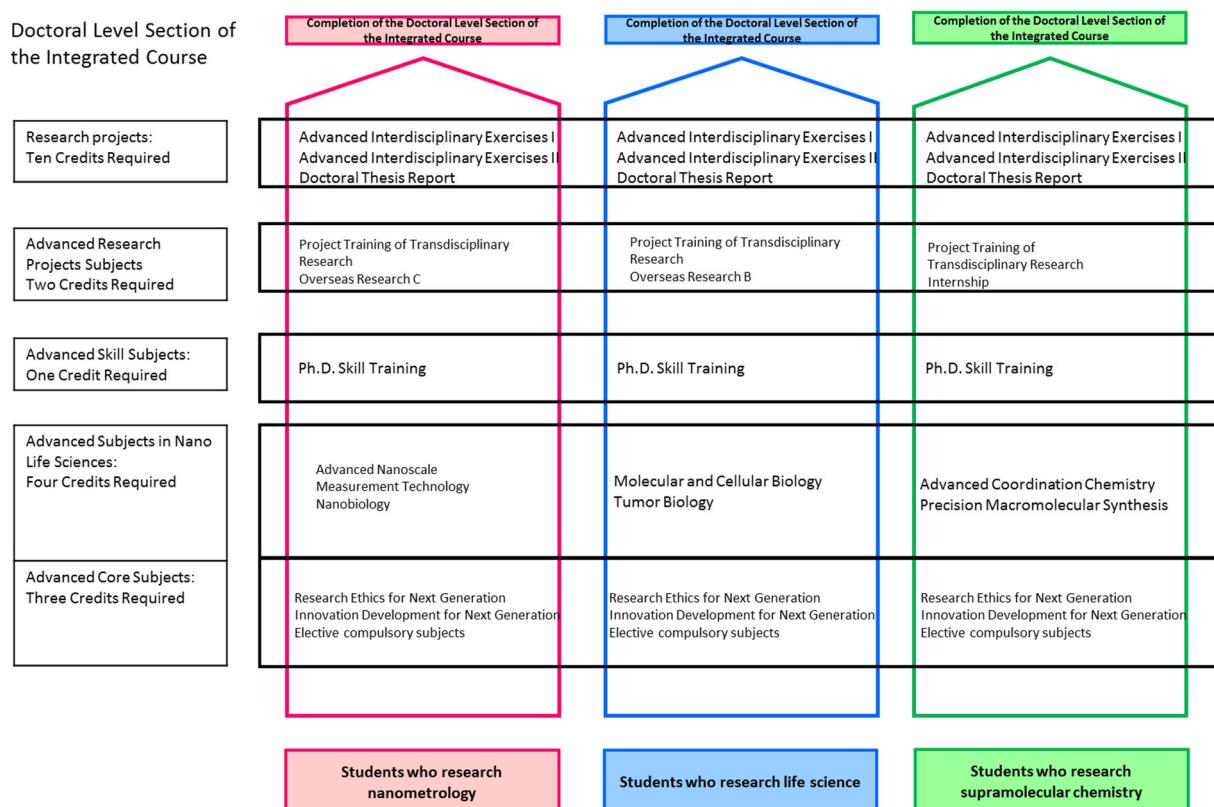 Doctoral Level Section of
the Integrated Course
Completion of the Doctoral Level Section of
the Integrated Course
Completion of the Doctoral Level Section of
the Integrated Course
Completion of the Doctoral Level Section of
the Integrated Course
Research projects:
Ten Credits Required
Advanced Interdisciplinary Exercises I
Advanced Interdisciplinary Exercises II
Doctoral Thesis Report
Advanced Interdisciplinary Exercises I
Advanced Interdisciplinary Exercises II
Doctoral Thesis Report
Advanced Interdisciplinary Exercises I
Advanced Interdisciplinary Exercises II
Doctoral Thesis Report
Advanced Research
Projects Subjects
Two Credits Required
Project Training of Transdisciplinary
Research
Overseas Research C
Project Training of Transdisciplinary
Research
Overseas Research B
Project Training of
Transdisciplinary Research
Internship
Advanced Skill Subjects:
One Credit Required
Ph.D. Skill Training
Ph.D. Skill Training
Ph.D. Skill Training
Advanced Subjects in Nano
Life Sciences:
Four Credits Required
Advanced Nanoscale
Measurement Technology
Nanobiology
Molecular and Cellular Biology
Tumor Biology
Advanced Coordination Chemistry
Precision Macromolecular Synthesis
Advanced Core Subjects:
Three Credits Required
Research Ethics for Next Generation
Innovation Development for Next Generation
Elective compulsory subjects
Research Ethics for Next Generation
Innovation Development for Next Generation
Elective compulsory subjects
Research Ethics for Next Generation
Innovation Development for Next Generation
Elective compulsory subjects
Students who research
nanometrology
Students who research life science
Students who research
supramolecular chemistry